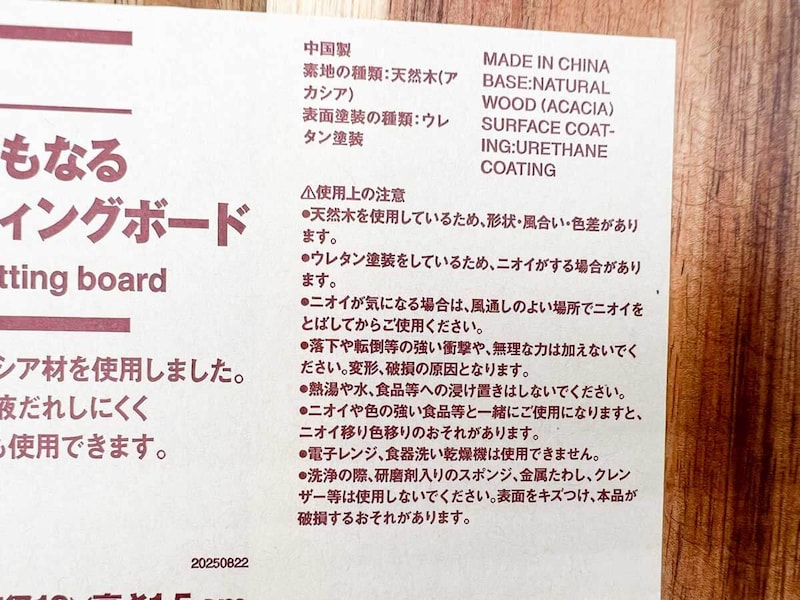 もなる
ィングボード
tting board
シア材を使用しました。
液だれしにくく
も使用できます。
20250822
中国製
素地の種類：天然木(ア
カシア)
表面塗装の種類：ウレ
タン塗装
MADE IN CHINA
BASE:NATURAL
WOOD (ACACIA)
SURFACE COAT-
ING:URETHANE
COATING
⚠使用上の注意
●天然木を使用しているため、形状・風合い・色差があり
ます。
●ウレタン塗装をしているため、ニオイがする場合があり
ます。
●ニオイが気になる場合は、風通しのよい場所でニオイを
とばしてからご使用ください。
●落下や転倒等の強い衝撃や、無理な力は加えないでく
ださい。変形、破損の原因となります。
●熱湯や水、食品等への浸け置きはしないでください。
●ニオイや色の強い食品等と一緒にご使用になりますと、
ニオイ移り色移りのおそれがあります。
●電子レンジ、食器洗い乾燥機は使用できません。
●洗浄の際、研磨剤入りのスポンジ、金属たわし、クレン
ザー等は使用しないでください。表面をキズつけ、本品が
破損するおそれがあります。